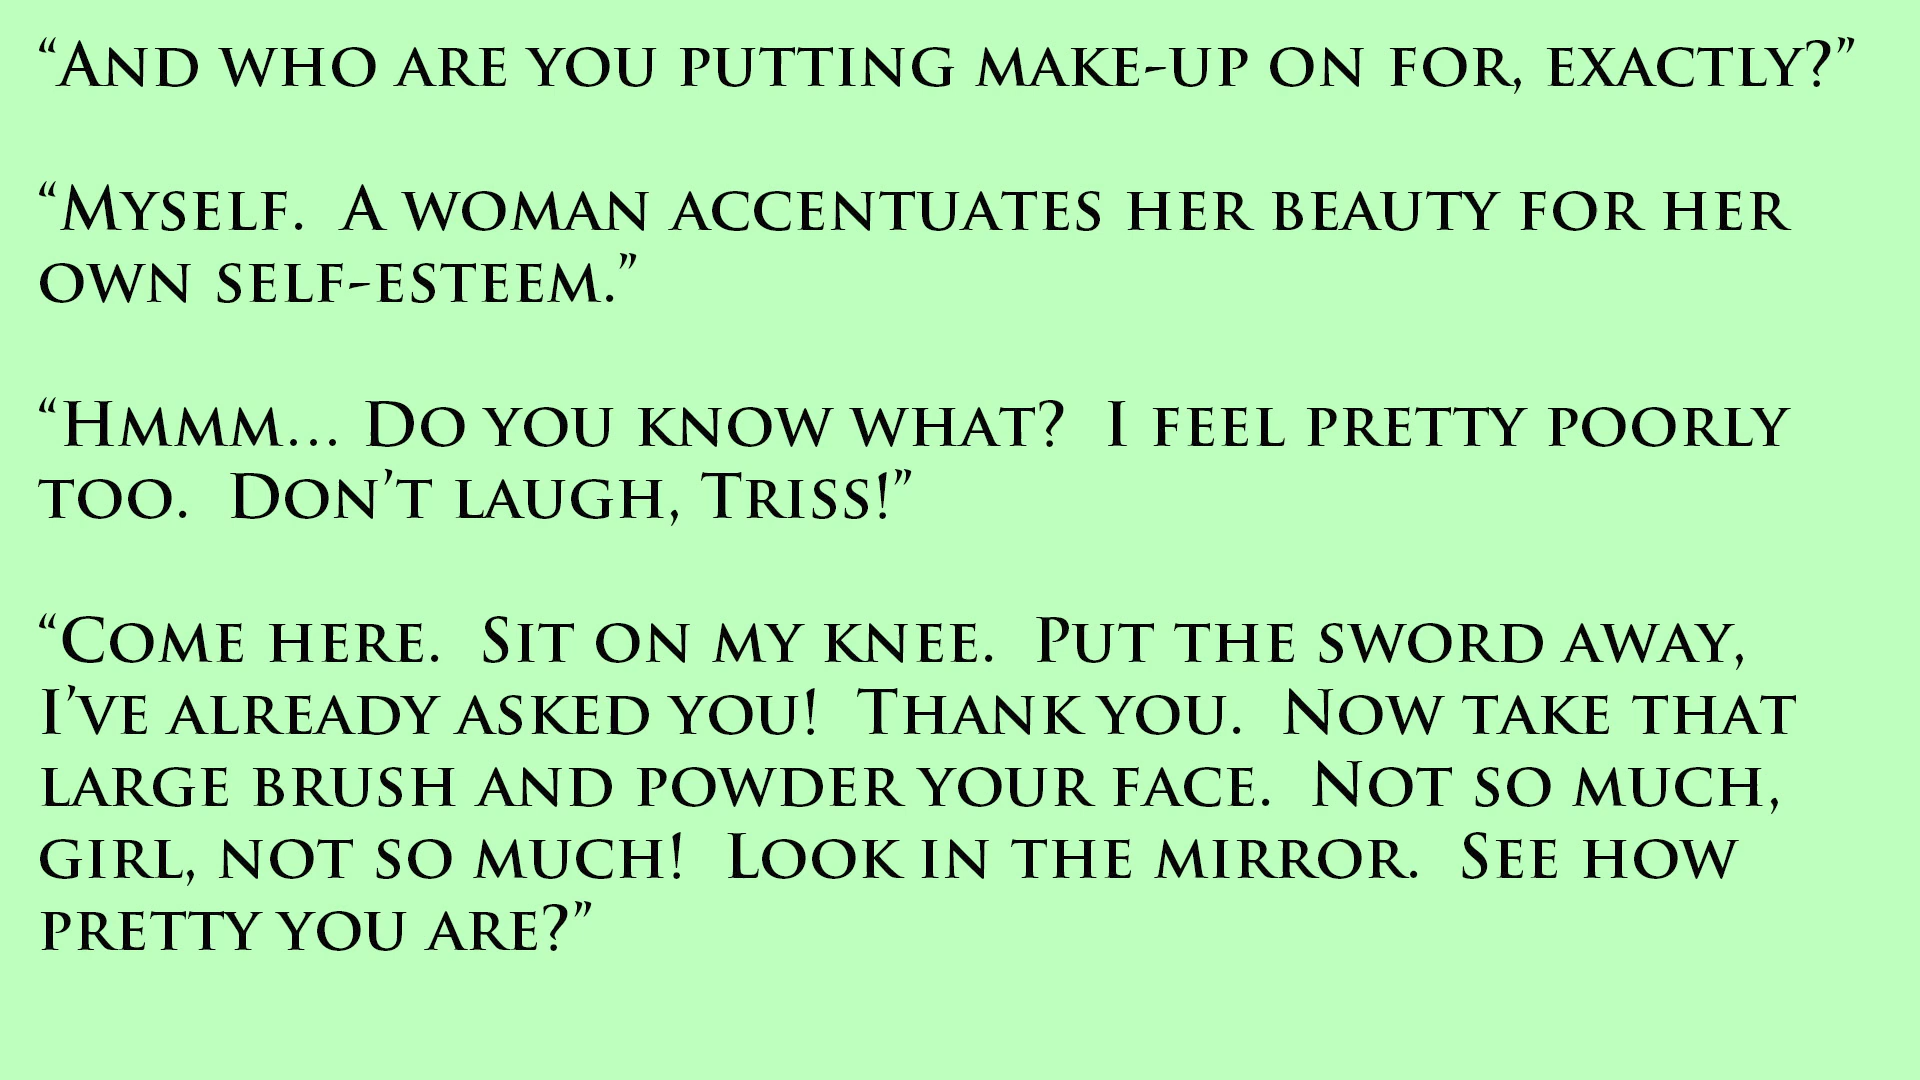 “And who are you putting make-up on for, exactly?”
“Myself.  A woman accentuates her beauty for her
own self-esteem.”
“Hmmm… Do you know what?  I feel pretty poorly
too.  Don’t laugh, Triss!”
“Come here.  Sit on my knee.  Put the sword away,
I’ve already asked you!  Thank you.  Now take that
large brush and powder your face.  Not so much,
girl, not so much!  Look in the mirror.  See how
pretty you are?”